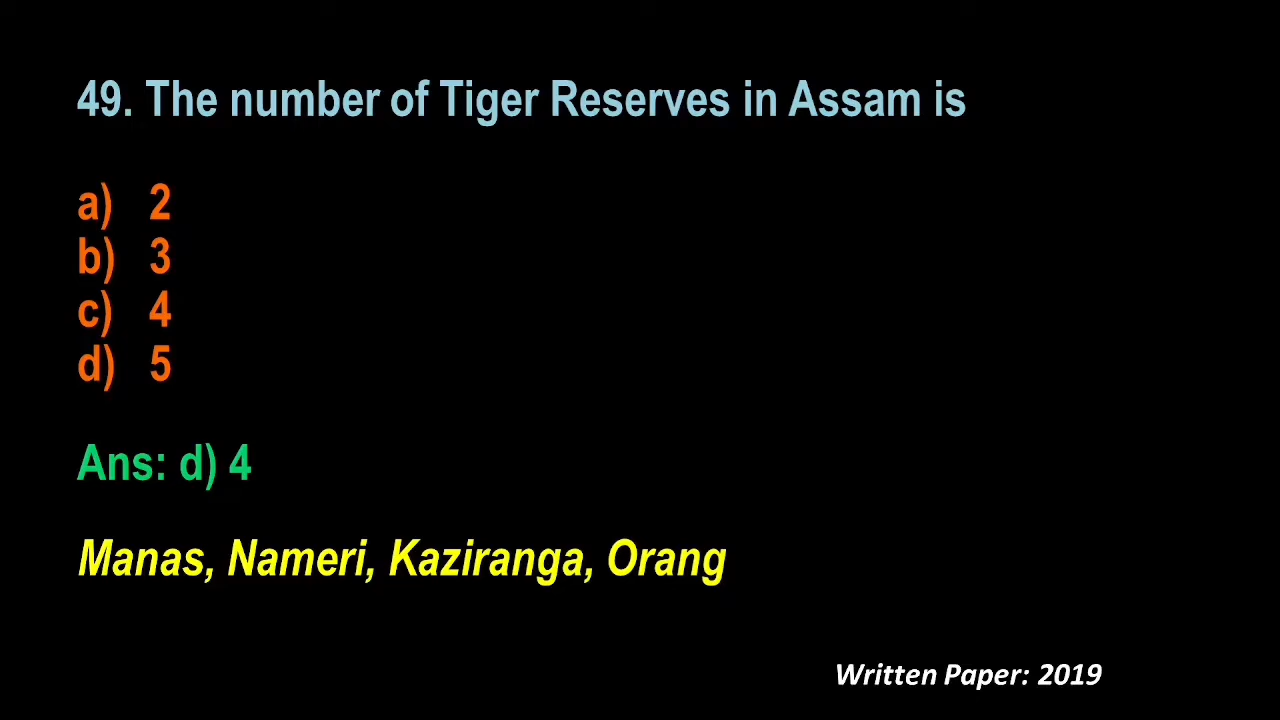 49. The number of Tiger Reserves in Assam is
a) 2
b) 3
c) 4
d) 5
Ans: d) 4
Manas, Nameri, Kaziranga, Orang
Written Paper: 2019